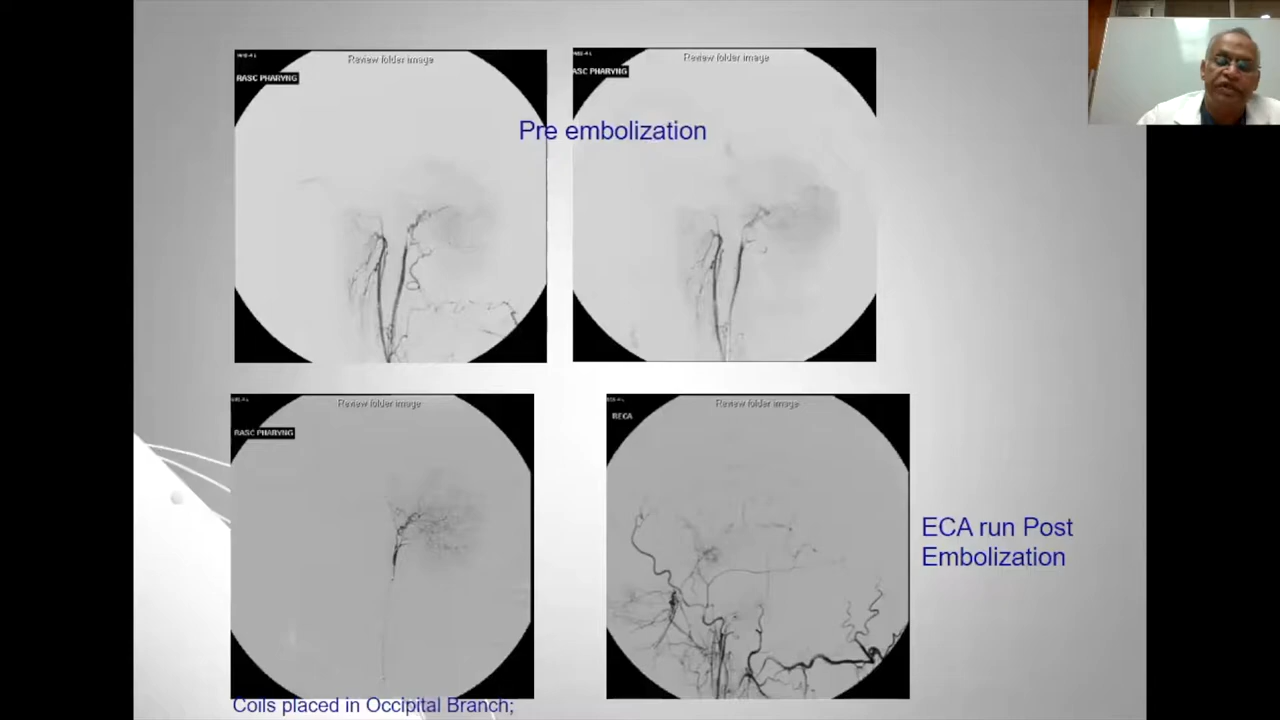 Review folder image
RASC PHARYNG
Review folder image
ASC PHARYNG
Pre embolization
Review folder image
RASC PHARYNG
Review folder image
RECA
ECA run Post
Embolization
Coils placed in Occipital Branch;